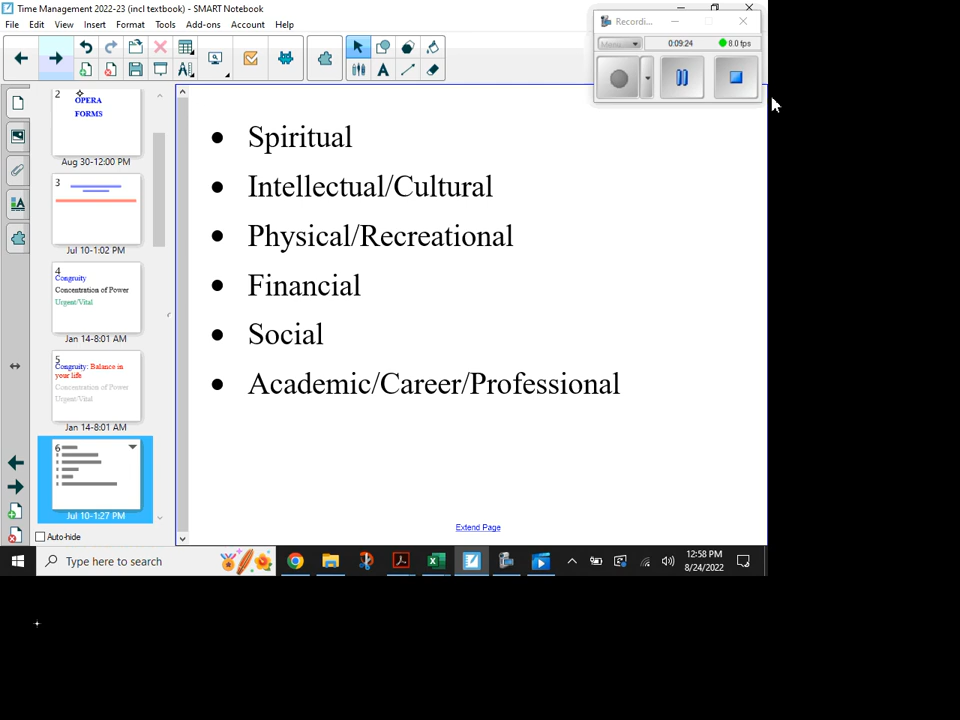 Time Management 2022-23 (incl textbook) - SMART Notebook
File Edit View Insert Format Tools Add-ons Account Help
Recordi...
0:09:24 8.0 fps
2
OPERA
FORMS
Aug 30-12:00 PM
3
Jul 10-1:02 PM
4
Congruity
Concentration of Power
Urgent/Vital
Jan 14-8:01 AM
5
Congruity: Balance in
your life
Concentration of Power
Urgent/Vital
Jan 14-8:01 AM
6
Jul 10-1:27 PM
Auto-hide
• Spiritual
• Intellectual/Cultural
• Physical/Recreational
• Financial
• Social
• Academic/Career/Professional
Extend Page
Type here to search
12:58 PM
8/24/2022